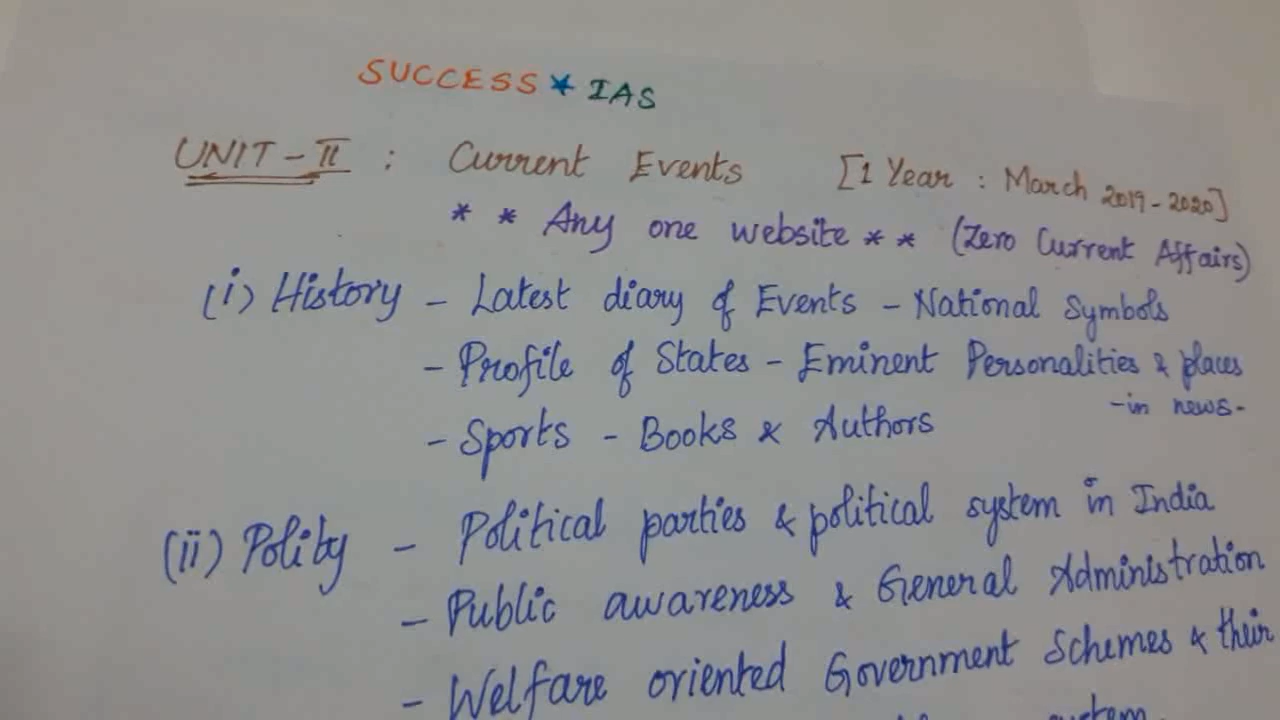 SUCCESS * IAS
UNIT - II : Current Events [1 Year : March 2019 - 2020]
* * Any one website * * (Zero Current Affairs)
(i) History - Latest diary of Events - National Symbols
- Profile of States - Eminent Personalities & places
- in news -
- Sports - Books & Authors
(ii) Polity - Political parties & political system in India
- Public awareness & General Administration
- Welfare oriented Government Schemes & their
system